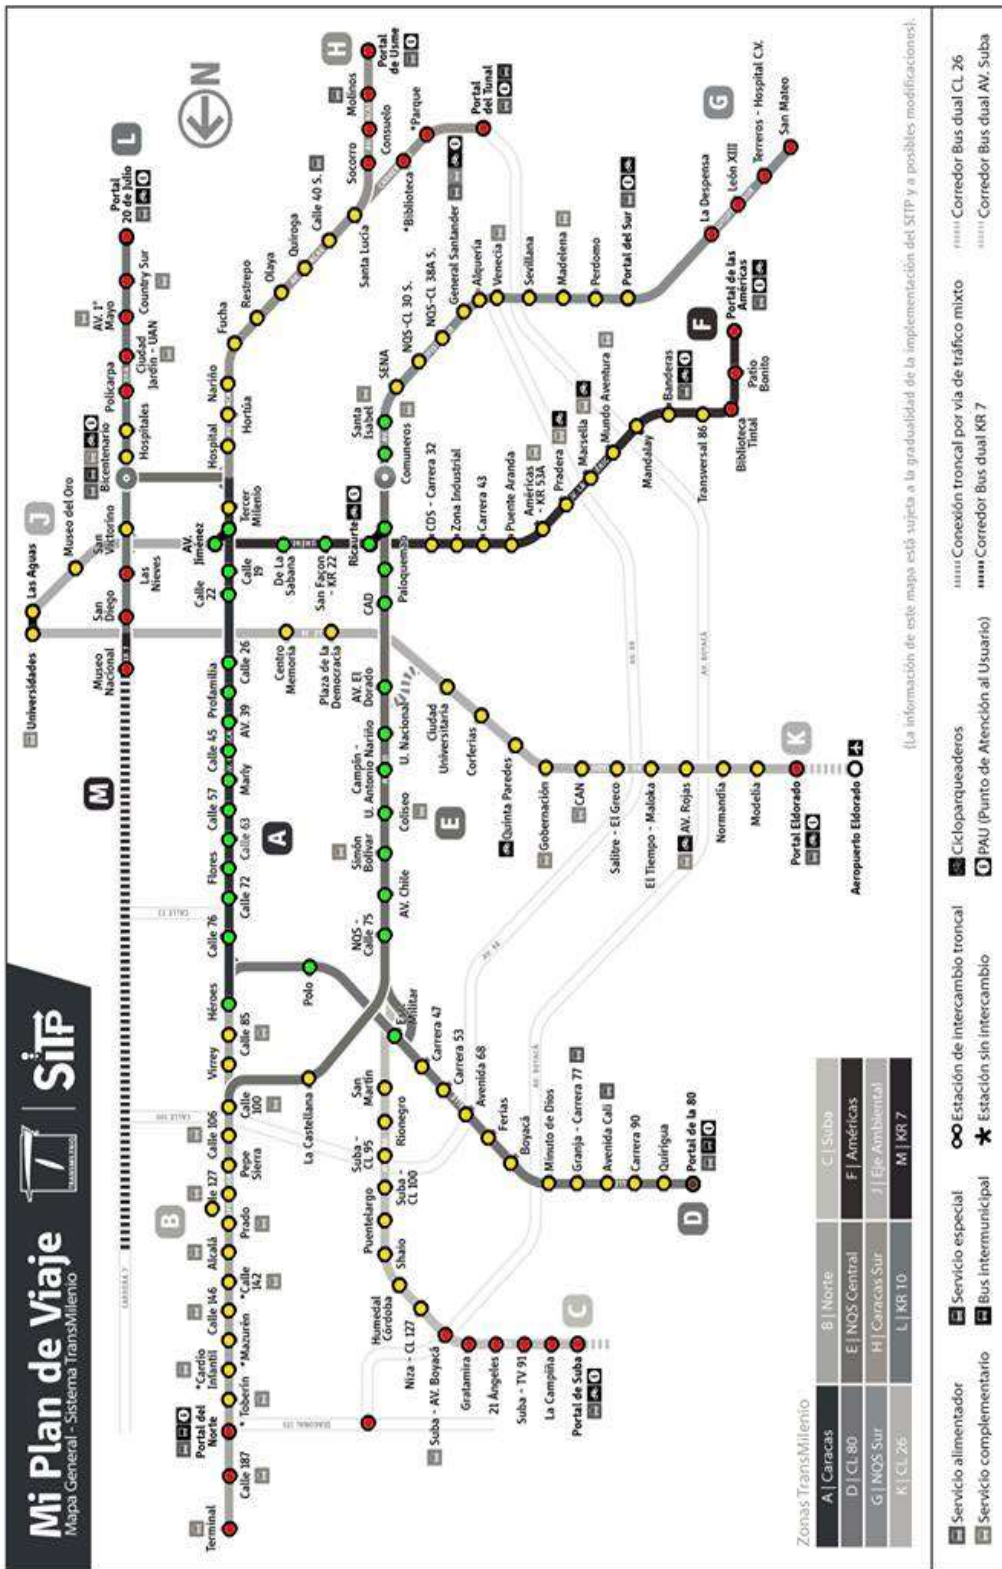 Mi Plan de Viaje
Mapa General - Sistema TransMilenio
TRANSMILENIO
SiTP
N
M
CARRERA 7
CALLE 100
CALLE 72
J
Universidades
Las Aguas
Museo del Oro
Museo
Nacional
San
Diego
Las
Nieves
San
Victorino
Bicentenario
Hospitales
Policarpa
Ciudad
Jardín - UAN
AV. 1°
Mayo
Country Sur
Portal
20 de Julio
L
B
Terminal
Calle 187
Portal del
Norte
* Toberín
*Cardio
Infantil
*Mazurén
Calle 146
*Calle
142
Alcalá
Prado
le 127
Pepe
Sierra
Calle 106
Calle
100
Virrey
Calle 85
Héroes
A
Calle 76
Calle 72
Flores
Calle 63
Calle 57
Marly
Calle 45
AV. 39
Profamilia
Calle 26
Calle
22
Calle
19
AV.
Jiménez
Tercer
Milenio
Hospital
Hortúa
Nariño
Fucha
Restrepo
Olaya
Quiroga
Calle 40 S.
Santa Lucía
Socorro
Consuelo
Molinos
Portal
de Usme
H
*Biblioteca
*Parque
Portal
del Tunal
La Castellana
Polo
Centro
Memoria
Plaza de la
Democracia
De La
Sabana
San Façon
- KR 22
Ricaurte
E
NQS -
Calle 75
AV. Chile
Simón
Bolívar
Coliseo
Campín -
U. Antonio Nariño
U. Nacional
AV. El
Dorado
CAD
Paloquemao
Comuneros
Santa
Isabel
SENA
NQS-CL 30 S.
NQS-CL 38A S.
General Santander
Alquería
Venecia
Sevillana
Madelena
Perdomo
Portal del Sur
G
La Despensa
León XIII
Terreros - Hospital C.V.
San Mateo
CDS - Carrera 32
Zona Industrial
Carrera 43
Puente Aranda
Américas
- KR 53A
Pradera
Marsella
Mundo Aventura
Mandalay
Banderas
Transversal 86
Biblioteca
Tintal
Patio
Bonito
Portal de las
Américas
F
Ciudad
Universitaria
Corferias
Quinta Paredes
Gobernación
CAN
Salitre - El Greco
El Tiempo - Maloka
AV. Rojas
Normandía
Modelia
Portal Eldorado
K
Aeropuerto Eldorado
Militar
Carrera 47
Carrera 53
Avenida 68
Ferias
Boyacá
Minuto de Dios
Granja - Carrera 77
Avenida Cali
Carrera 90
Quirigua
Portal de la 80
D
San
Martín
Rionegro
Suba -
CL 95
Suba -
CL 100
Puentelargo
Shaio
Humedal
Córdoba
Niza - CL 127
Suba - AV. Boyacá
Gratamira
21 Ángeles
Suba - TV 91
La Campiña
Portal de Suba
C
AV. 68
AV. BOYACÁ
AV. 68
AV. BOYACÁ
(La información de este mapa está sujeta a la gradualidad de la implementación del SITP y a posibles modificaciones).
Zonas TransMilenio
A | Caracas
B | Norte
C | Suba
D | CL 80
E | NQS Central
F | Américas
G | NQS Sur
H | Caracas Sur
J | Eje Ambiental
K | CL 26
L | KR 10
M | KR 7
Servicio alimentador
Servicio complementario
Servicio especial
Bus intermunicipal
Estación de intercambio troncal
Estación sin intercambio
Cicloparqueaderos
PAU (Punto de Atención al Usuario)
Conexión troncal por vía de tráfico mixto
Corredor Bus dual KR 7
Corredor Bus dual CL 26
Corredor Bus dual AV. Suba